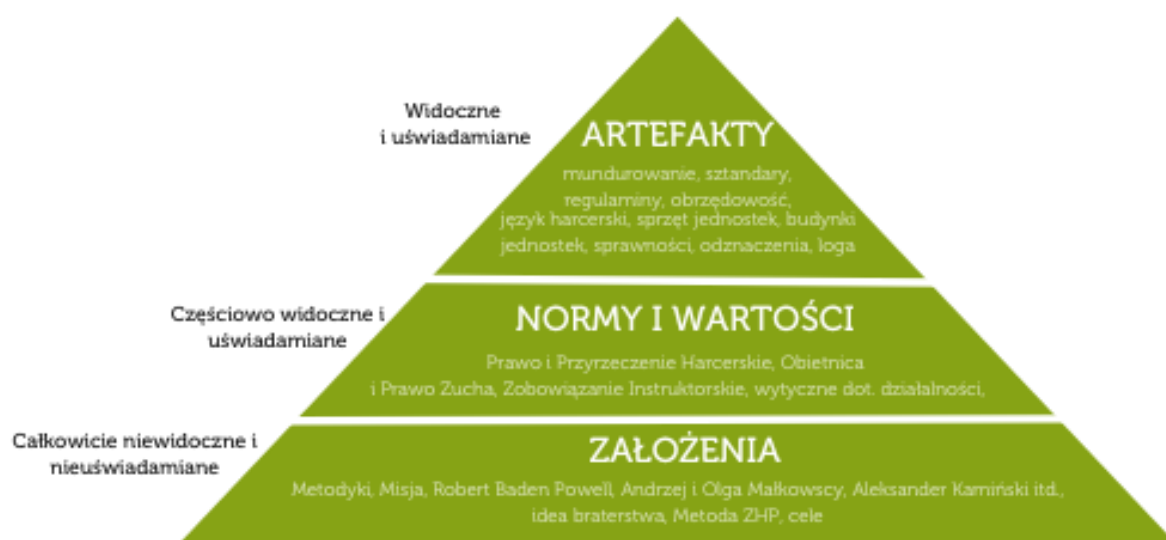 Widoczne
i uświadamiane
ARTEFAKTY
mundurowanie, sztandary,
regulaminy, obrzędowość,
język harcerski, sprzęt jednostek, budynki
jednostek, sprawności, odznaczenia, loga
Częściowo widoczne i
uświadamiane
NORMY I WARTOŚCI
Prawo i Przyrzeczenie Harcerskie, Obietnica
i Prawo Zucha, Zobowiązanie Instruktorskie, wytyczne dot. działalności,
Całkowicie niewidoczne i
nieuświadamiane
ZAŁOŻENIA
Metodyki, Misja, Robert Baden Powell, Andrzej i Olga Małkowscy, Aleksander Kamiński itd.,
idea braterstwa, Metoda ZHP, cele